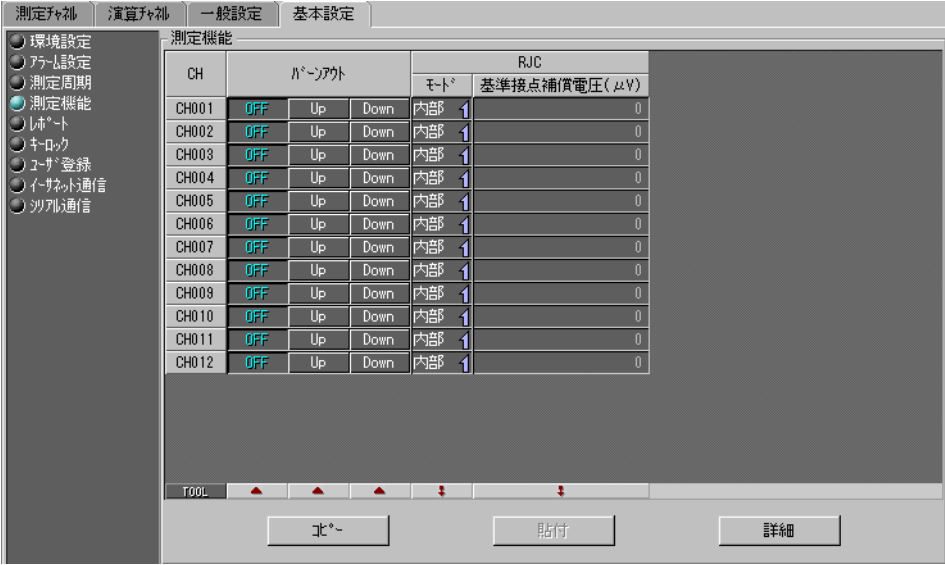 測定ﾁｬﾈﾙ 演算ﾁｬﾈﾙ 一般設定 基本設定
環境設定
ｱﾗｰﾑ設定
測定周期
測定機能
ﾚﾎﾟｰﾄ
ｷｰﾛｯｸ
ﾕｰｻﾞ登録
ｲｰｻﾈｯﾄ通信
ｼﾘｱﾙ通信
測定機能
CH ﾊﾞｰﾝｱｳﾄ RJC
ﾓｰﾄﾞ 基準接点補償電圧(μV)
CH001 OFF Up Down 内部 0
CH002 OFF Up Down 内部 0
CH003 OFF Up Down 内部 0
CH004 OFF Up Down 内部 0
CH005 OFF Up Down 内部 0
CH006 OFF Up Down 内部 0
CH007 OFF Up Down 内部 0
CH008 OFF Up Down 内部 0
CH009 OFF Up Down 内部 0
CH010 OFF Up Down 内部 0
CH011 OFF Up Down 内部 0
CH012 OFF Up Down 内部 0
TOOL
ｺﾋﾟｰ 貼付 詳細